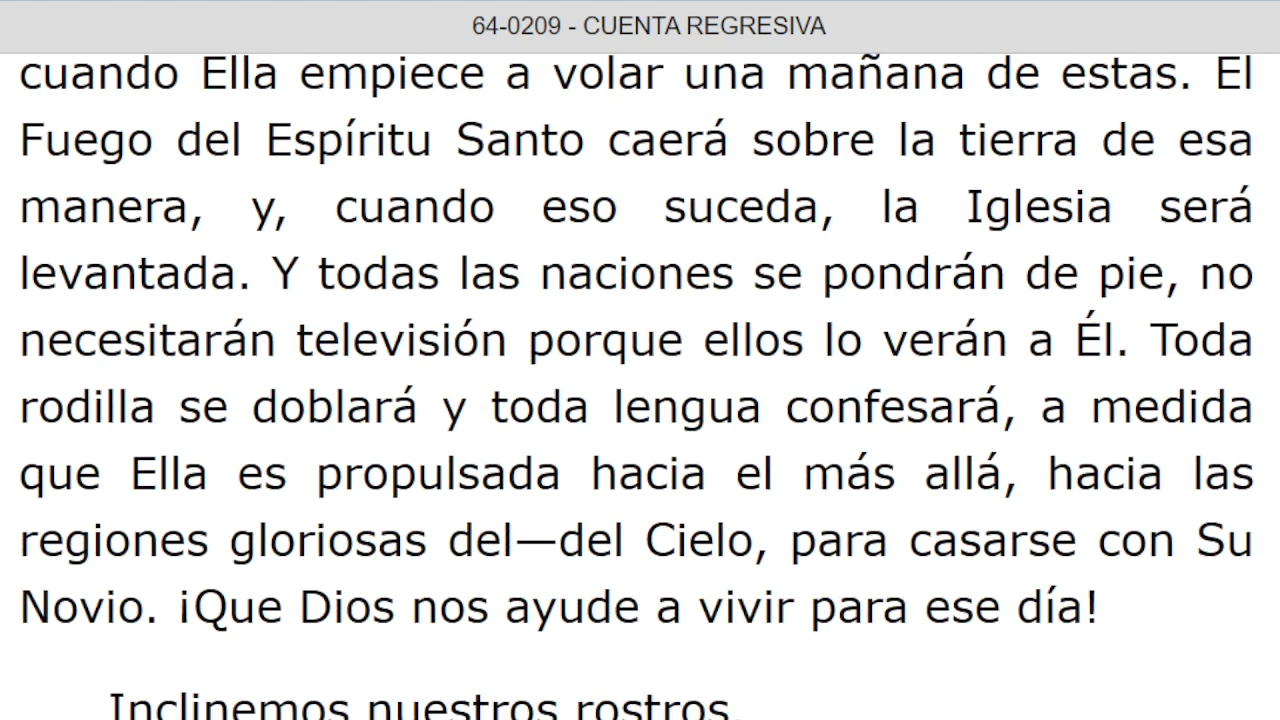 64-0209 - CUENTA REGRESIVA
cuando Ella empiece a volar una mañana de estas. El
Fuego del Espíritu Santo caerá sobre la tierra de esa
manera, y, cuando eso suceda, la Iglesia será
levantada. Y todas las naciones se pondrán de pie, no
necesitarán televisión porque ellos lo verán a Él. Toda
rodilla se doblará y toda lengua confesará, a medida
que Ella es propulsada hacia el más allá, hacia las
regiones gloriosas del—del Cielo, para casarse con Su
Novio. ¡Que Dios nos ayude a vivir para ese día!
Inclinemos nuestros rostros.